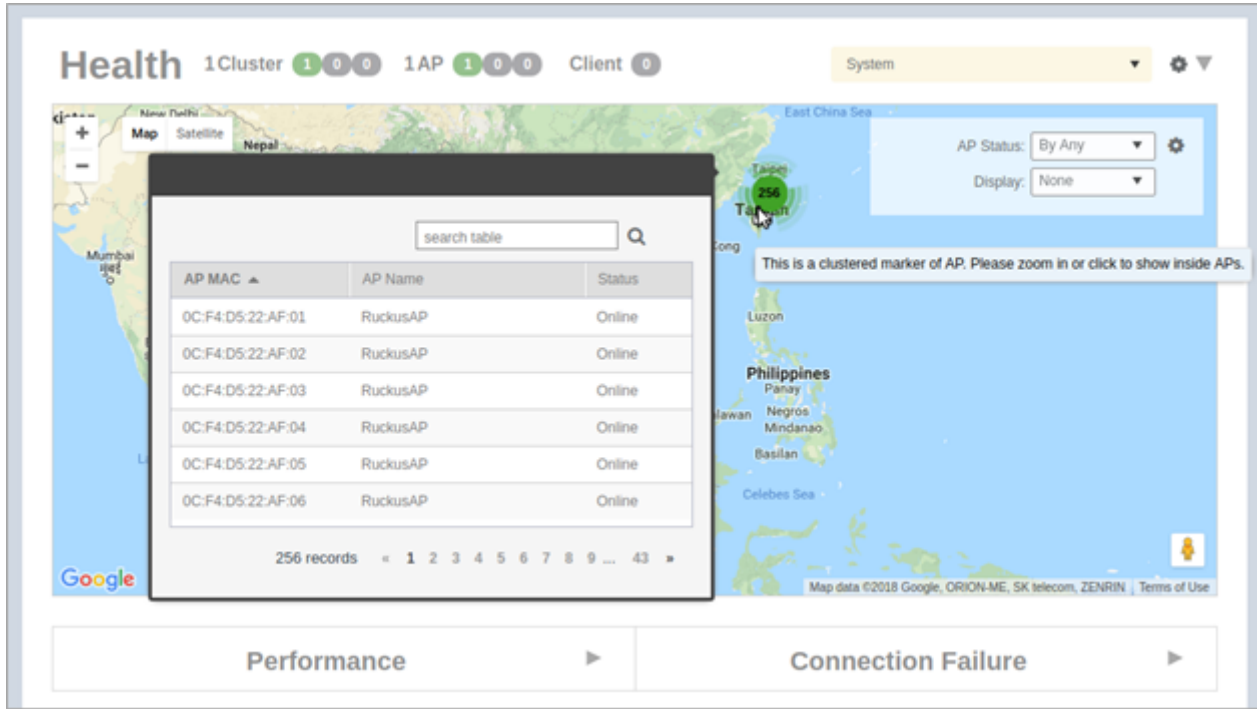 Health 1 Cluster 1 0 0 1 AP 1 0 0 Client 0 System
New Delhi
East China Sea
+ Map Satellite
Nepal
−
AP Status: By Any
Display: None
Taipei
256
search table
Mumbai
मुंबई
This is a clustered marker of AP. Please zoom in or click to show inside APs.
AP MAC AP Name Status
0C:F4:D5:22:AF:01 RuckusAP Online
Luzon
0C:F4:D5:22:AF:02 RuckusAP Online
Philippines
0C:F4:D5:22:AF:03 RuckusAP Online
Panay
Negros
0C:F4:D5:22:AF:04 RuckusAP Online
Mindanao
Basilan
0C:F4:D5:22:AF:05 RuckusAP Online
Celebes Sea
0C:F4:D5:22:AF:06 RuckusAP Online
256 records « 1 2 3 4 5 6 7 8 9 ... 43 »
Google
Map data ©2018 Google, ORION-ME, SK telecom, ZENRIN Terms of Use
Performance Connection Failure